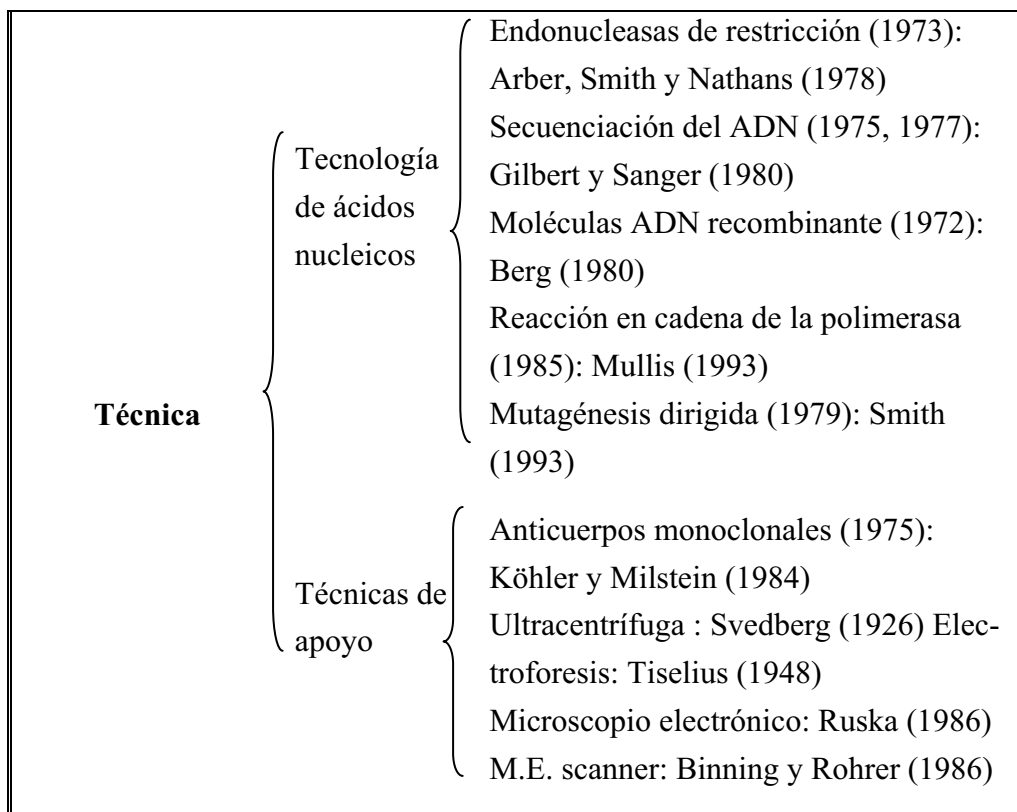 Técnica
Tecnología
de ácidos
nucleicos
Endonucleasas de restricción (1973):
Arber, Smith y Nathans (1978)
Secuenciación del ADN (1975, 1977):
Gilbert y Sanger (1980)
Moléculas ADN recombinante (1972):
Berg (1980)
Reacción en cadena de la polimerasa
(1985): Mullis (1993)
Mutagénesis dirigida (1979): Smith
(1993)
Técnicas de
apoyo
Anticuerpos monoclonales (1975):
Köhler y Milstein (1984)
Ultracentrífuga : Svedberg (1926) Elec-
troforesis: Tiselius (1948)
Microscopio electrónico: Ruska (1986)
M.E. scanner: Binning y Rohrer (1986)